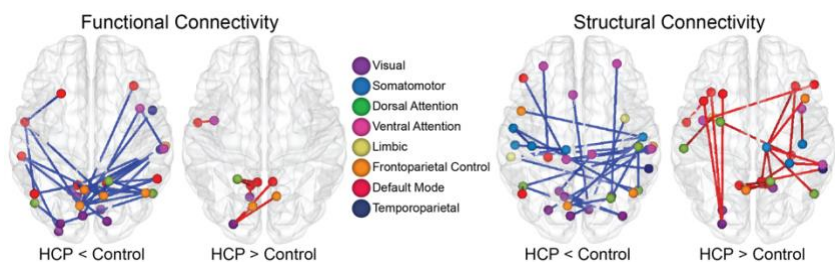 Functional Connectivity
Structural Connectivity
Visual
Somatomotor
Dorsal Attention
Ventral Attention
Limbic
Frontoparietal Control
Default Mode
Temporoparietal
HCP < Control
HCP > Control
HCP < Control
HCP > Control